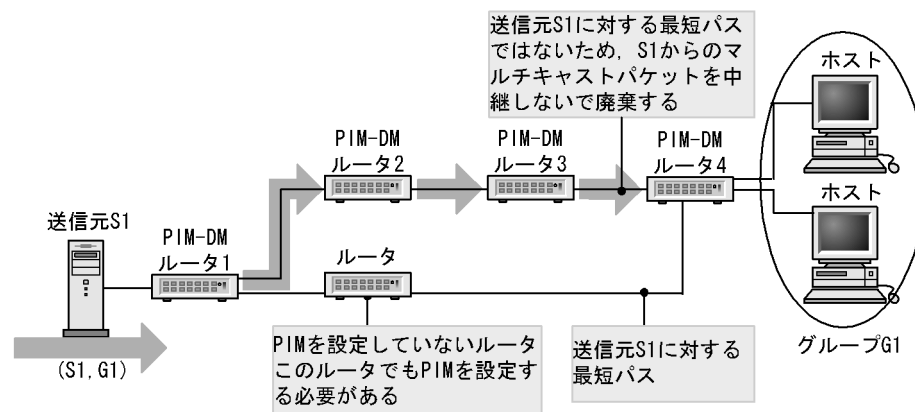 送信元S1に対する最短パス
ではないため，S1からのマ
ルチキャストパケットを中
継しないで廃棄する
ホスト
PIM-DM
ルータ2
PIM-DM
ルータ3
PIM-DM
ルータ4
ホスト
送信元S1
PIM-DM
ルータ1
ルータ
(S1,G1)
PIMを設定していないルータ
このルータでもPIMを設定す
る必要がある
送信元S1に対する
最短パス
グループG1